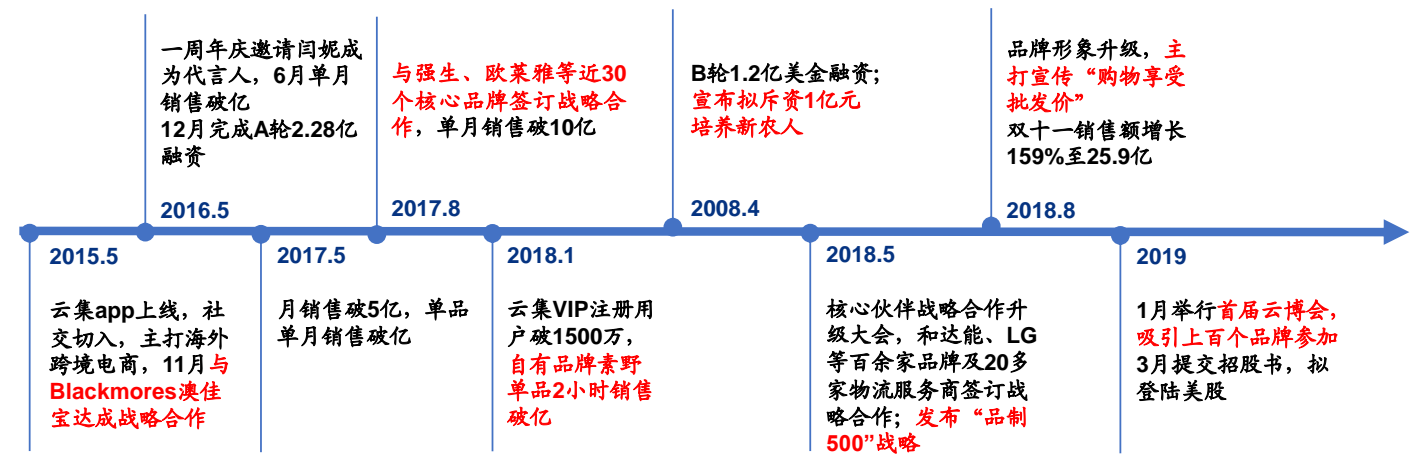 一周年庆邀请闫妮成
为代言人，6月单月
销售破亿
12月完成A轮2.28亿
融资
2016.5
与强生、欧莱雅等近30
个核心品牌签订战略合
作，单月销售破10亿
2017.8
B轮1.2亿美金融资；
宣布拟斥资1亿元
培养新农人
2008.4
品牌形象升级，主
打宣传“购物享受
批发价”
双十一销售额增长
159%至25.9亿
2018.8
2015.5
云集app上线，社
交切入，主打海外
跨境电商，11月与
Blackmores澳佳
宝达成战略合作
2017.5
月销售破5亿，单品
单月销售破亿
2018.1
云集VIP注册用
户破1500万，
自有品牌素野
单品2小时销售
破亿
2018.5
核心伙伴战略合作升
级大会，和达能、LG
等百余家品牌及20多
家物流服务商签订战
略合作；发布“品制
500”战略
2019
1月举行首届云博会，
吸引上百个品牌参加
3月提交招股书，拟
登陆美股